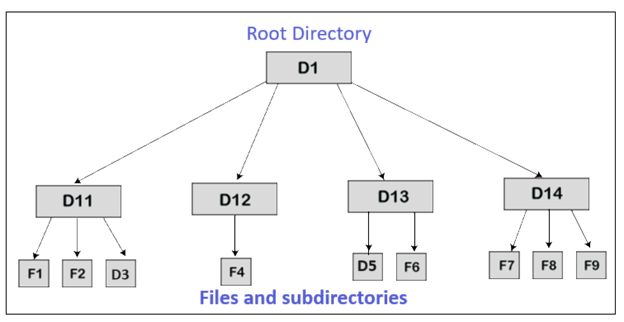 Root Directory
D1
D11 D12 D13 D14
F1 F2 D3 F4 D5 F6 F7 F8 F9
Files and subdirectories